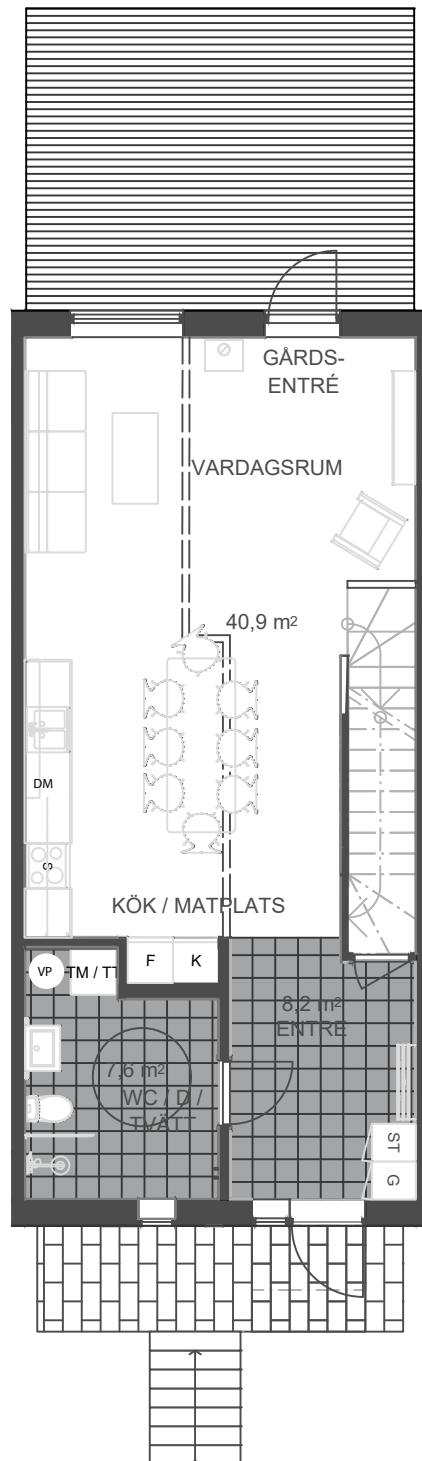 GÅRDS-
ENTRÉ
VARDAGSRUM
40,9 m²
DM
S
KÖK / MATPLATS
F
K
VP
TM / TT
8,2 m²
ENTRÉ
7,6 m²
WC / D /
TVÄTT
ST
G